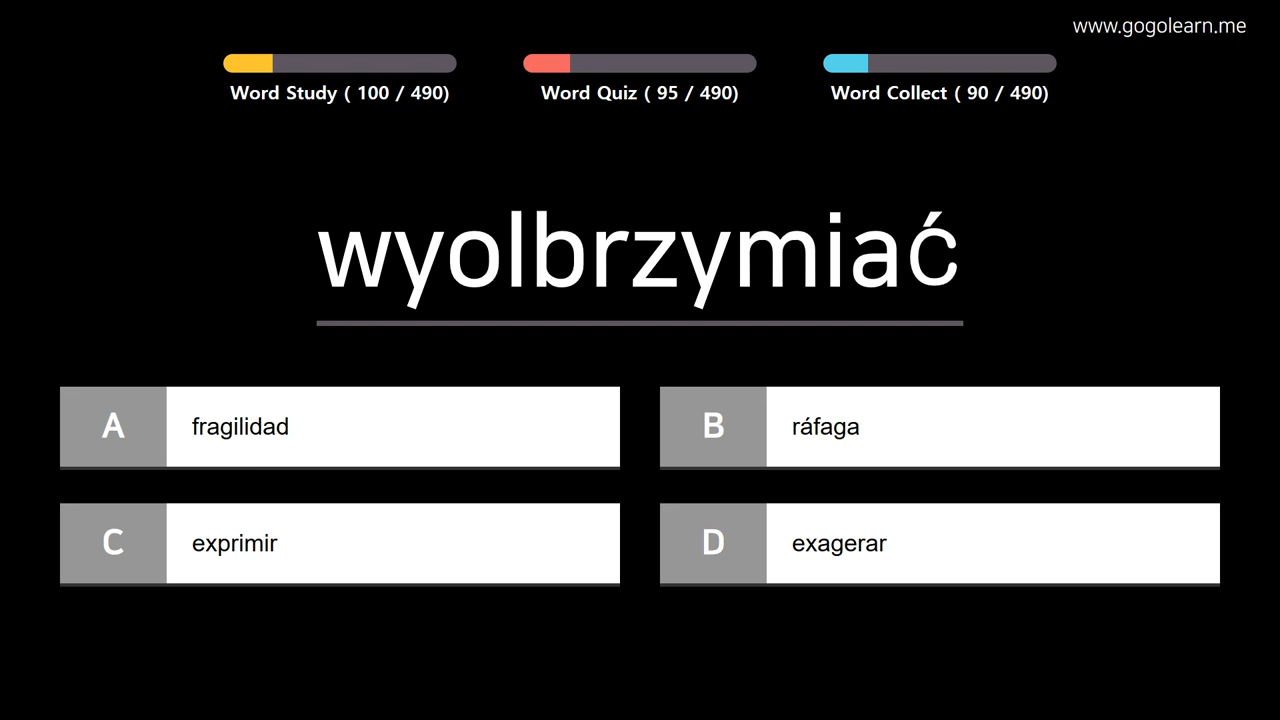 www.gogolearn.me
Word Study ( 100 / 490)
Word Quiz ( 95 / 490)
Word Collect ( 90 / 490)
wyolbrzymiać
A fragilidad
B ráfaga
C exprimir
D exagerar